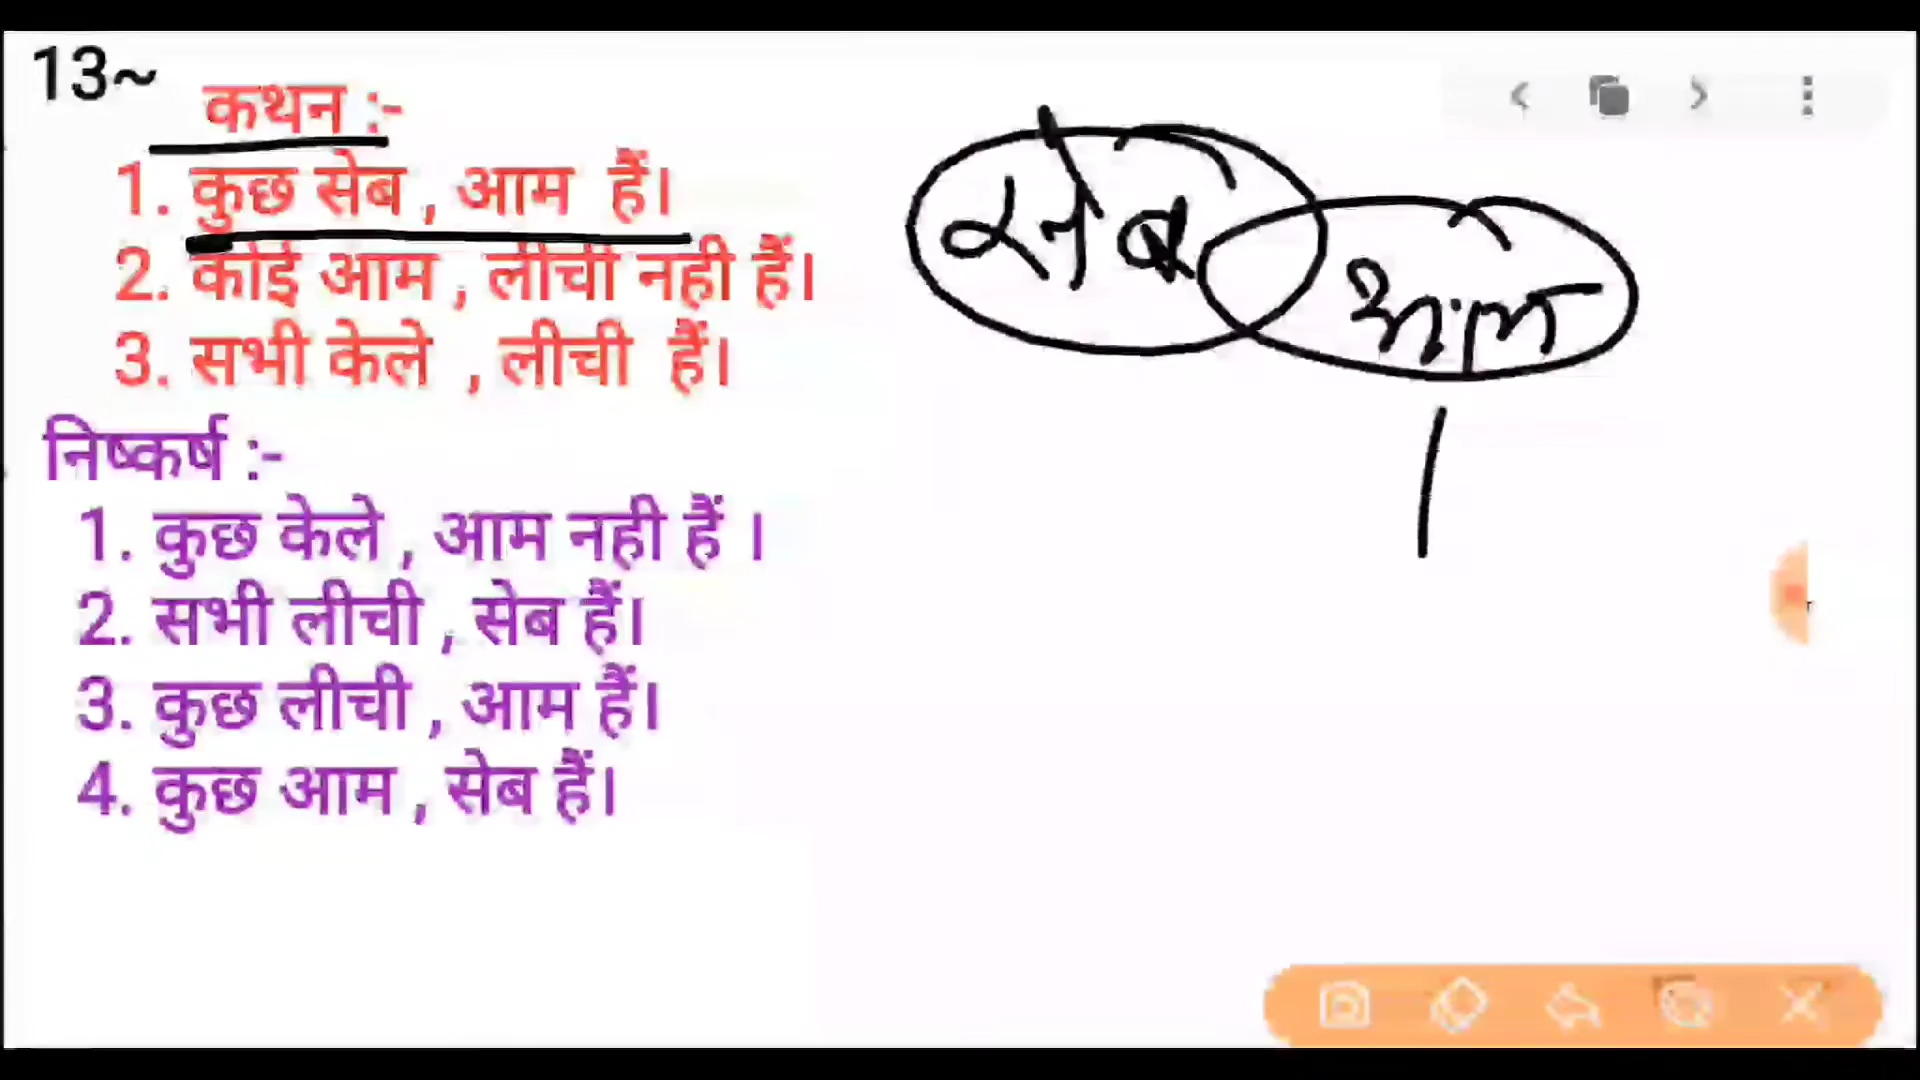 13~
कथन :-
1. कुछ सेब , आम हैं।
2. कोई आम , लीची नही हैं।
3. सभी केले , लीची हैं।
निष्कर्ष :-
1. कुछ केले , आम नही हैं ।
2. सभी लीची , सेब हैं।
3. कुछ लीची , आम हैं।
4. कुछ आम , सेब हैं।
सेब
आम